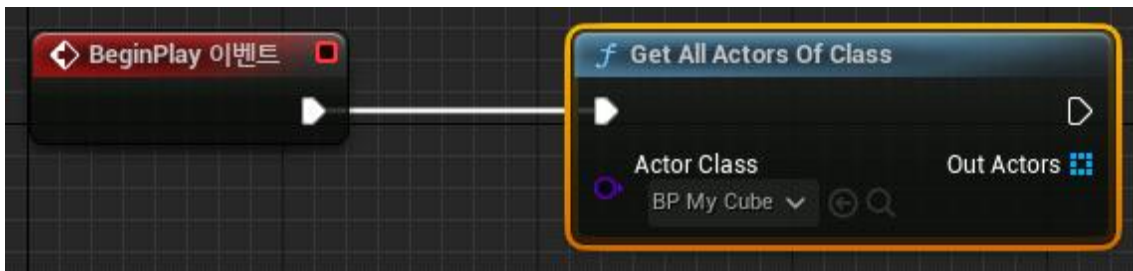 BeginPlay 이벤트
f Get All Actors Of Class
Actor Class
Out Actors
BP My Cube